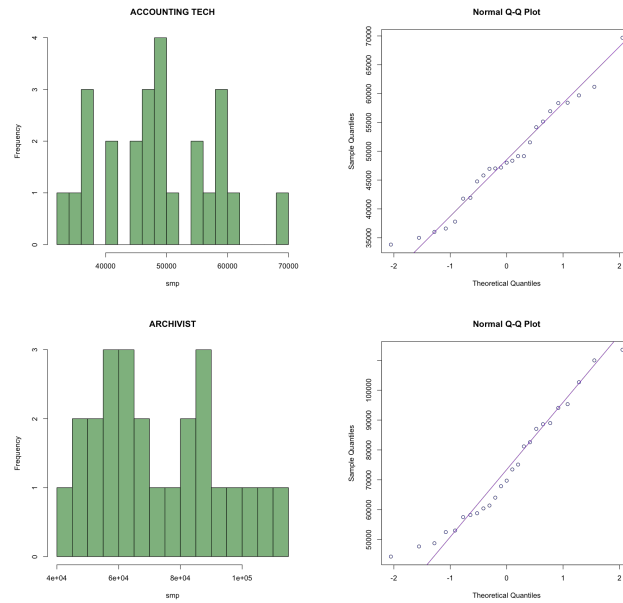 ACCOUNTING TECH
Frequency
0
1
2
3
4
40000
50000
60000
70000
smp
Normal Q-Q Plot
Sample Quantiles
35000
40000
45000
50000
55000
60000
65000
70000
-2
-1
0
1
2
Theoretical Quantiles
ARCHIVIST
Frequency
0
1
2
3
4e+04
6e+04
8e+04
1e+05
smp
Normal Q-Q Plot
Sample Quantiles
50000
60000
70000
80000
90000
100000
-2
-1
0
1
2
Theoretical Quantiles